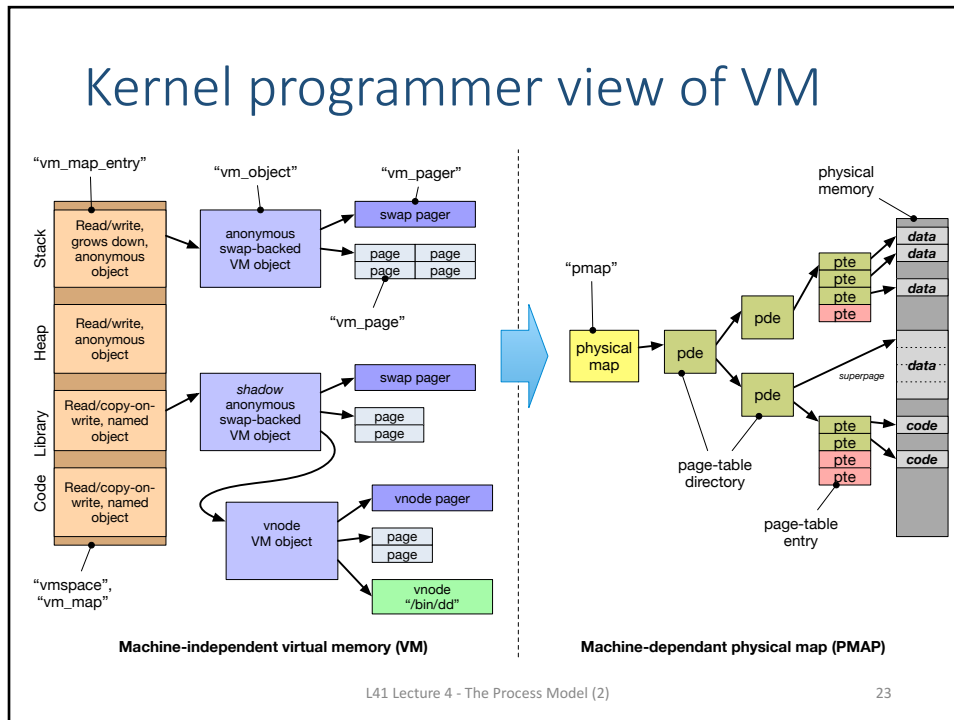 Kernel programmer view of VM
“vm_map_entry”
“vm_object”
“vm_pager”
Stack
Read/write,
grows down,
anonymous
object
anonymous
swap-backed
VM object
swap pager
page page
page page
“vm_page”
Heap
Read/write,
anonymous
object
Library
Read/copy-on-
write, named
object
shadow
anonymous
swap-backed
VM object
swap pager
page
page
Code
Read/copy-on-
write, named
object
vnode
VM object
vnode pager
page
page
vnode
“/bin/dd”
“vmspace”,
“vm_map”
Machine-independent virtual memory (VM)
physical
memory
“pmap”
physical
map
pde
pde
pde
page-table
directory
pte
pte
pte
pte
superpage
pte
pte
pte
pte
page-table
entry
data
data
data
data
code
code
Machine-dependant physical map (PMAP)
L41 Lecture 4 - The Process Model (2)
23